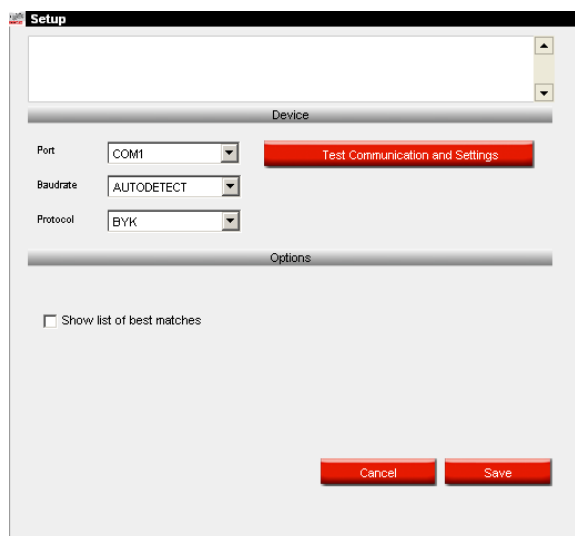 Setup
Device
Port COM1 Test Communication and Settings
Baudrate AUTODETECT
Protocol BYK
Options
Show list of best matches
Cancel Save